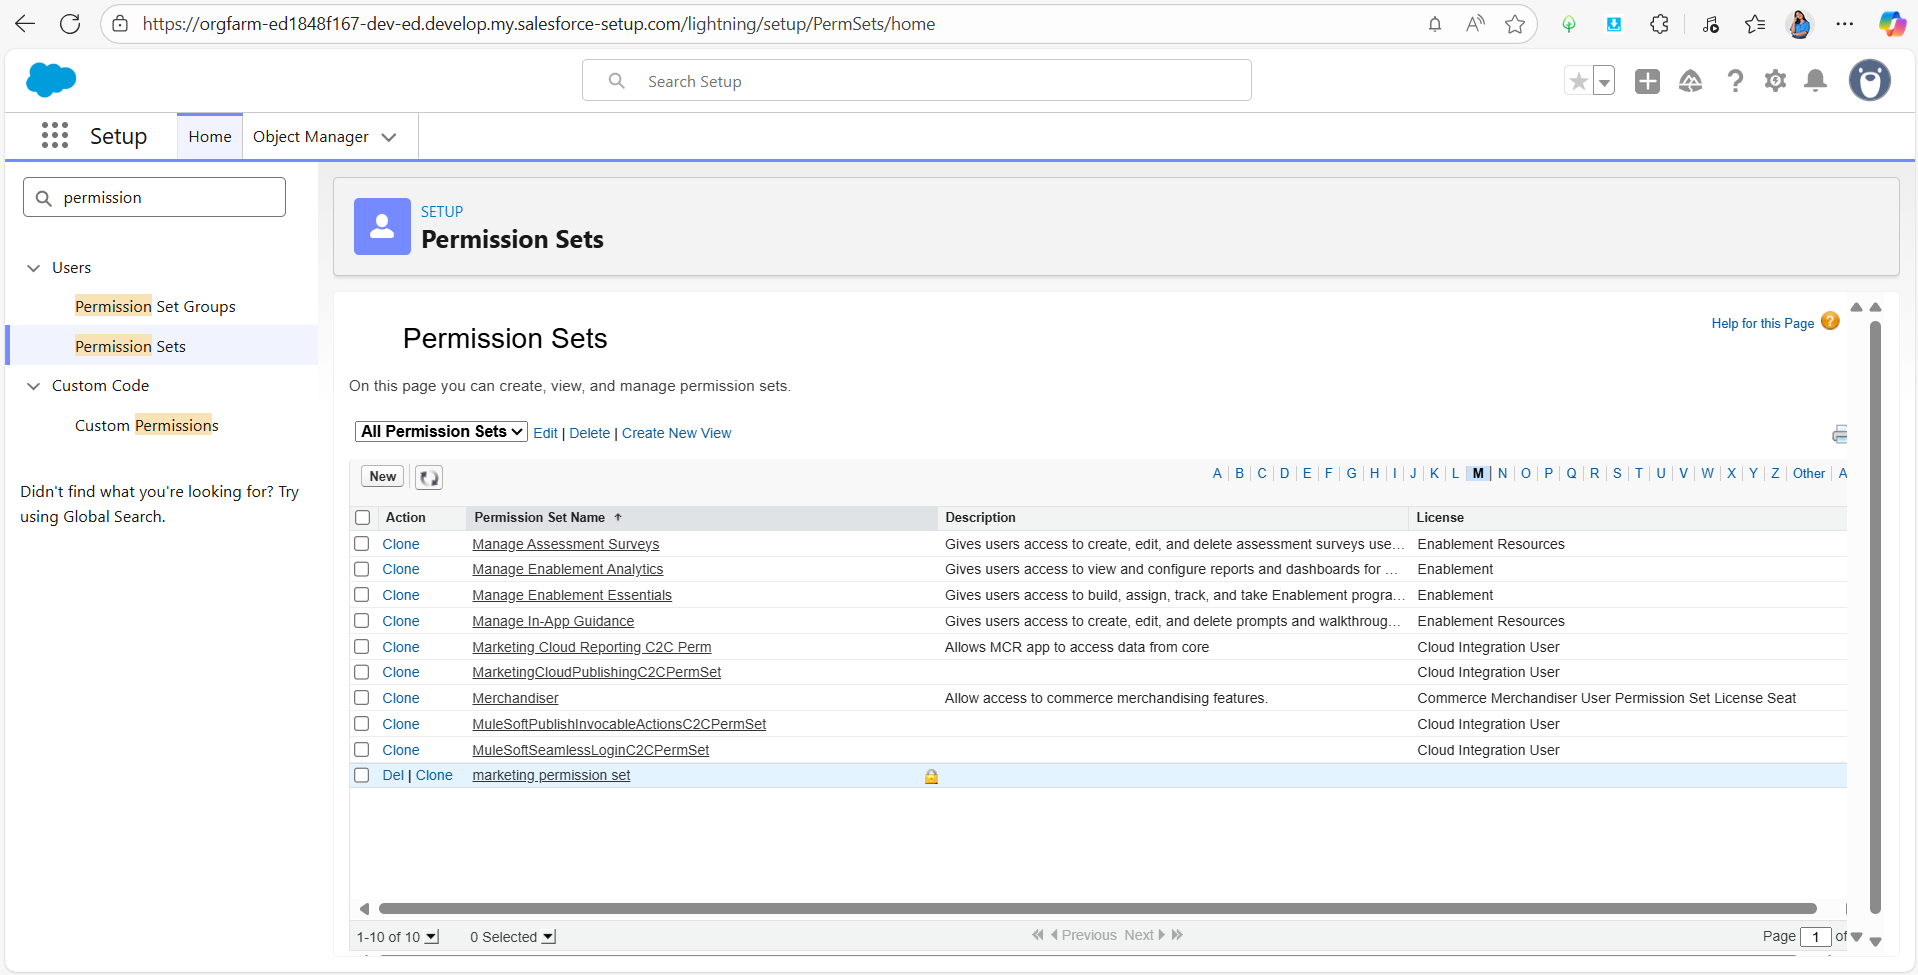 https://orgfarm-ed1848f167-dev-ed.develop.my.salesforce-setup.com/lightning/setup/PermSets/home
Search Setup
Setup
Home
Object Manager
permission
Users
Permission Set Groups
Permission Sets
Custom Code
Custom Permissions
Didn't find what you're looking for? Try
using Global Search.
SETUP
Permission Sets
Permission Sets
Help for this Page
On this page you can create, view, and manage permission sets.
All Permission Sets Edit | Delete | Create New View
New
A B C D E F G H I J K L M N O P Q R S T U V W X Y Z Other A
Action Permission Set Name Description License
Clone Manage Assessment Surveys Gives users access to create, edit, and delete assessment surveys use... Enablement Resources
Clone Manage Enablement Analytics Gives users access to view and configure reports and dashboards for ... Enablement
Clone Manage Enablement Essentials Gives users access to build, assign, track, and take Enablement progra... Enablement
Clone Manage In-App Guidance Gives users access to create, edit, and delete prompts and walkthroug... Enablement Resources
Clone Marketing Cloud Reporting C2C Perm Allows MCR app to access data from core Cloud Integration User
Clone MarketingCloudPublishingC2CPermSet Cloud Integration User
Clone Merchandiser Allow access to commerce merchandising features. Commerce Merchandiser User Permission Set License Seat
Clone MuleSoftPublishInvocableActionsC2CPermSet Cloud Integration User
Clone MuleSoftSeamlessLoginC2CPermSet Cloud Integration User
Del | Clone marketing permission set
1-10 of 10 0 Selected Previous Next Page 1 of